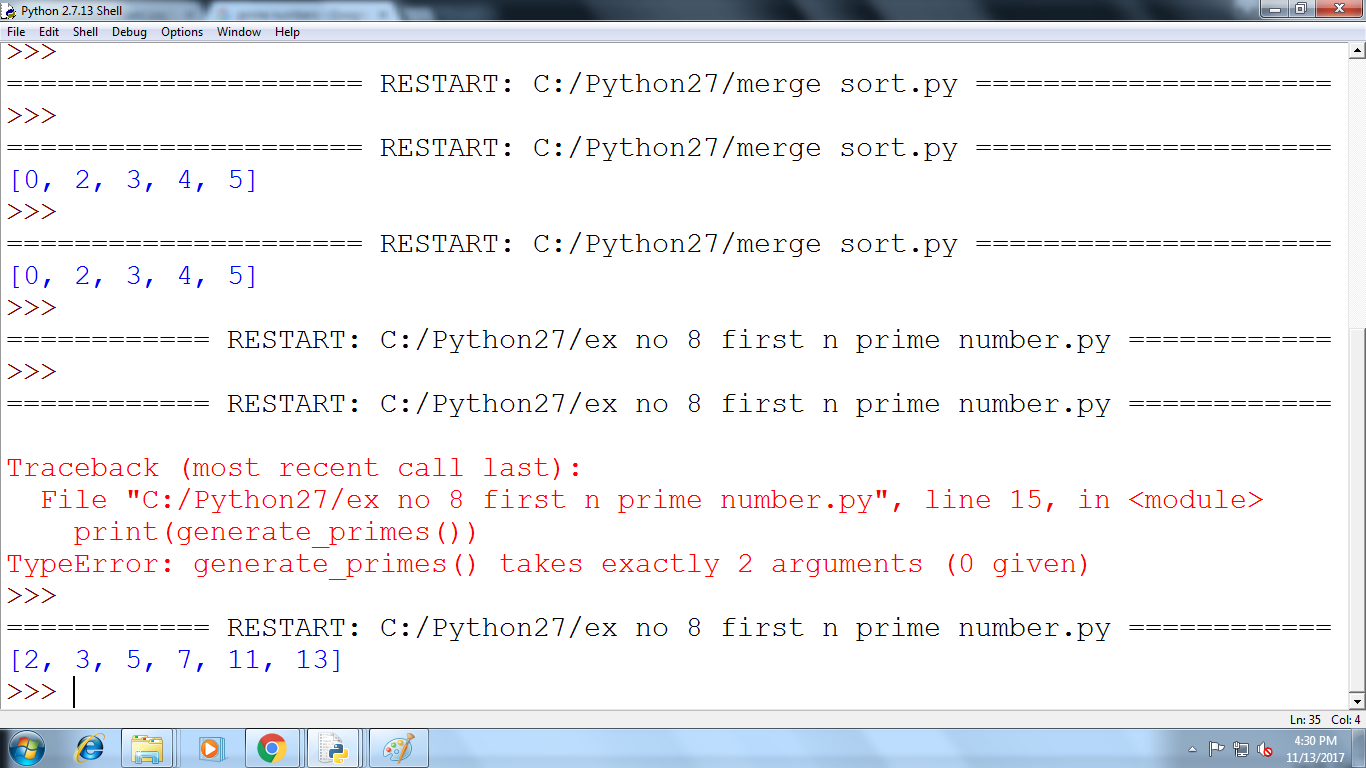 Python 2.7.13 Shell
File Edit Shell Debug Options Window Help
>>>
===================== RESTART: C:/Python27/merge sort.py =====================
>>>
===================== RESTART: C:/Python27/merge sort.py =====================
[0, 2, 3, 4, 5]
>>>
===================== RESTART: C:/Python27/merge sort.py =====================
[0, 2, 3, 4, 5]
>>>
============ RESTART: C:/Python27/ex no 8 first n prime number.py ============
>>>
============ RESTART: C:/Python27/ex no 8 first n prime number.py ============
Traceback (most recent call last):
  File "C:/Python27/ex no 8 first n prime number.py", line 15, in <module>
    print(generate_primes())
TypeError: generate_primes() takes exactly 2 arguments (0 given)
>>>
============ RESTART: C:/Python27/ex no 8 first n prime number.py ============
[2, 3, 5, 7, 11, 13]
>>>
Ln: 35 Col: 4
4:30 PM
11/13/2017